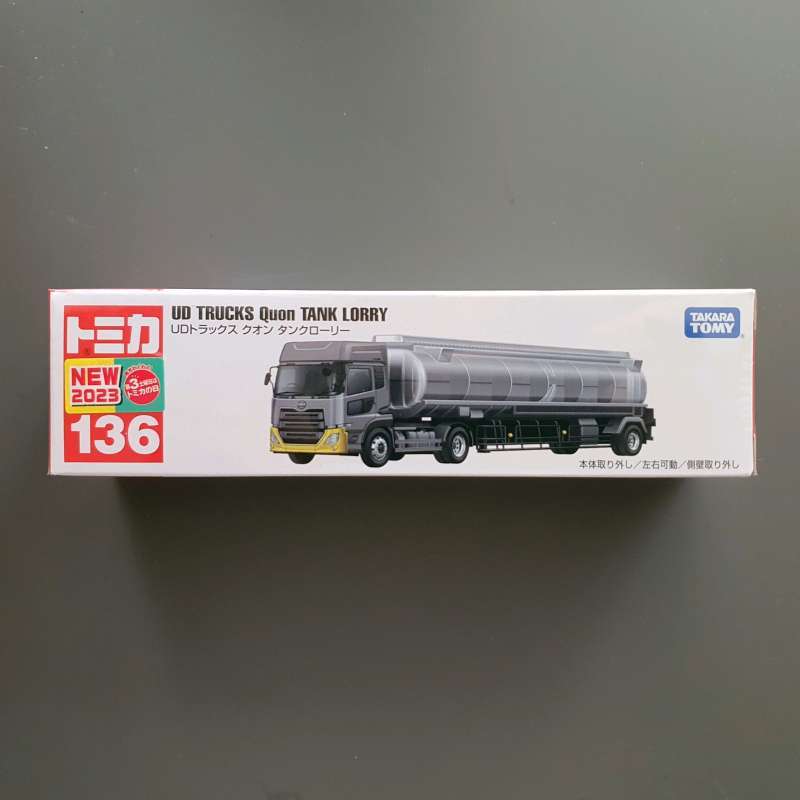 トミカ
UD TRUCKS Quon TANK LORRY
UDトラックス クオン タンクローリー
TAKARA
TOMY
NEW
2023
第3土曜日は
トミカの日
136
本体取り外し／左右可動／側壁取り外し